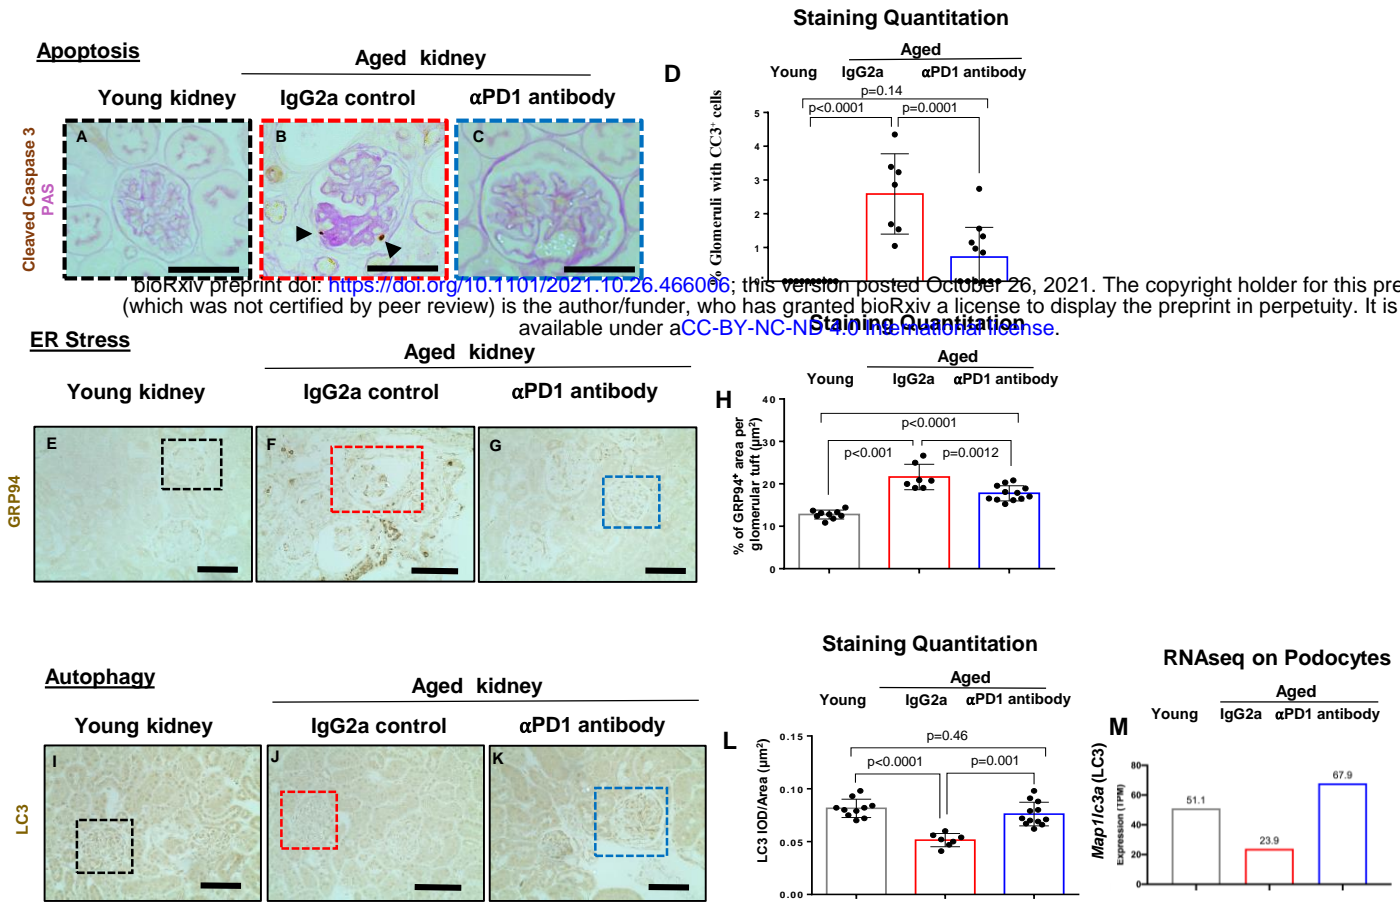 Staining Quantitation
Apoptosis
Aged kidney
Young kidney IgG2a control αPD1 antibody
Cleaved Caspase 3
PAS
A B C
D
Aged
Young IgG2a αPD1 antibody
p=0.14
p<0.0001 p=0.0001
% Glomeruli with CC3+ cells
5
4
3
2
1
bioRxiv preprint doi: https://doi.org/10.1101/2021.10.26.466006; this version posted October 26, 2021. The copyright holder for this pre
(which was not certified by peer review) is the author/funder, who has granted bioRxiv a license to display the preprint in perpetuity. It is
available under aCC-BY-NC-ND 4.0 International license.
Staining Quantitation
ER Stress
Aged kidney
Young kidney IgG2a control αPD1 antibody
GRP94
E F G
H
Aged
Young IgG2a αPD1 antibody
p<0.0001
p<0.001 p=0.0012
% of GRP94+ area per
glomerular tuft (μm²)
40
30
20
10
0
Autophagy
Aged kidney
Young kidney IgG2a control αPD1 antibody
LC3
I J K
Staining Quantitation
L
Aged
Young IgG2a αPD1 antibody
p=0.46
p<0.0001 p=0.001
LC3 IOD/Area (μm²)
0.15
0.10
0.05
0.00
RNAseq on Podocytes
M
Aged
Young IgG2a αPD1 antibody
Map1lc3a (LC3)
Expression (TPM)
80
60
40
20
0
51.1
23.9
67.9